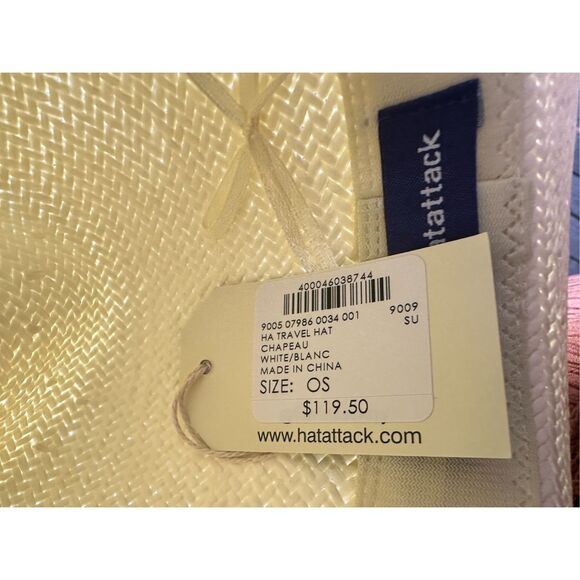 hatattack
400046038744
9005 07986 0034 001 9009
HA TRAVEL HAT SU
CHAPEAU
WHITE/BLANC
MADE IN CHINA
SIZE: OS
$119.50
www.hatattack.com